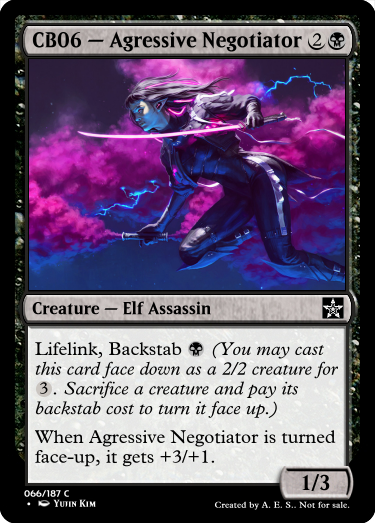 CB06 — Agressive Negotiator 2
Creature — Elf Assassin
Lifelink, Backstab (You may cast
this card face down as a 2/2 creature for
3. Sacrifice a creature and pay its
backstab cost to turn it face up.)
When Agressive Negotiator is turned
face-up, it gets +3/+1.
1/3
066/187 C
• Yujin Kim
Created by A. E. S.. Not for sale.